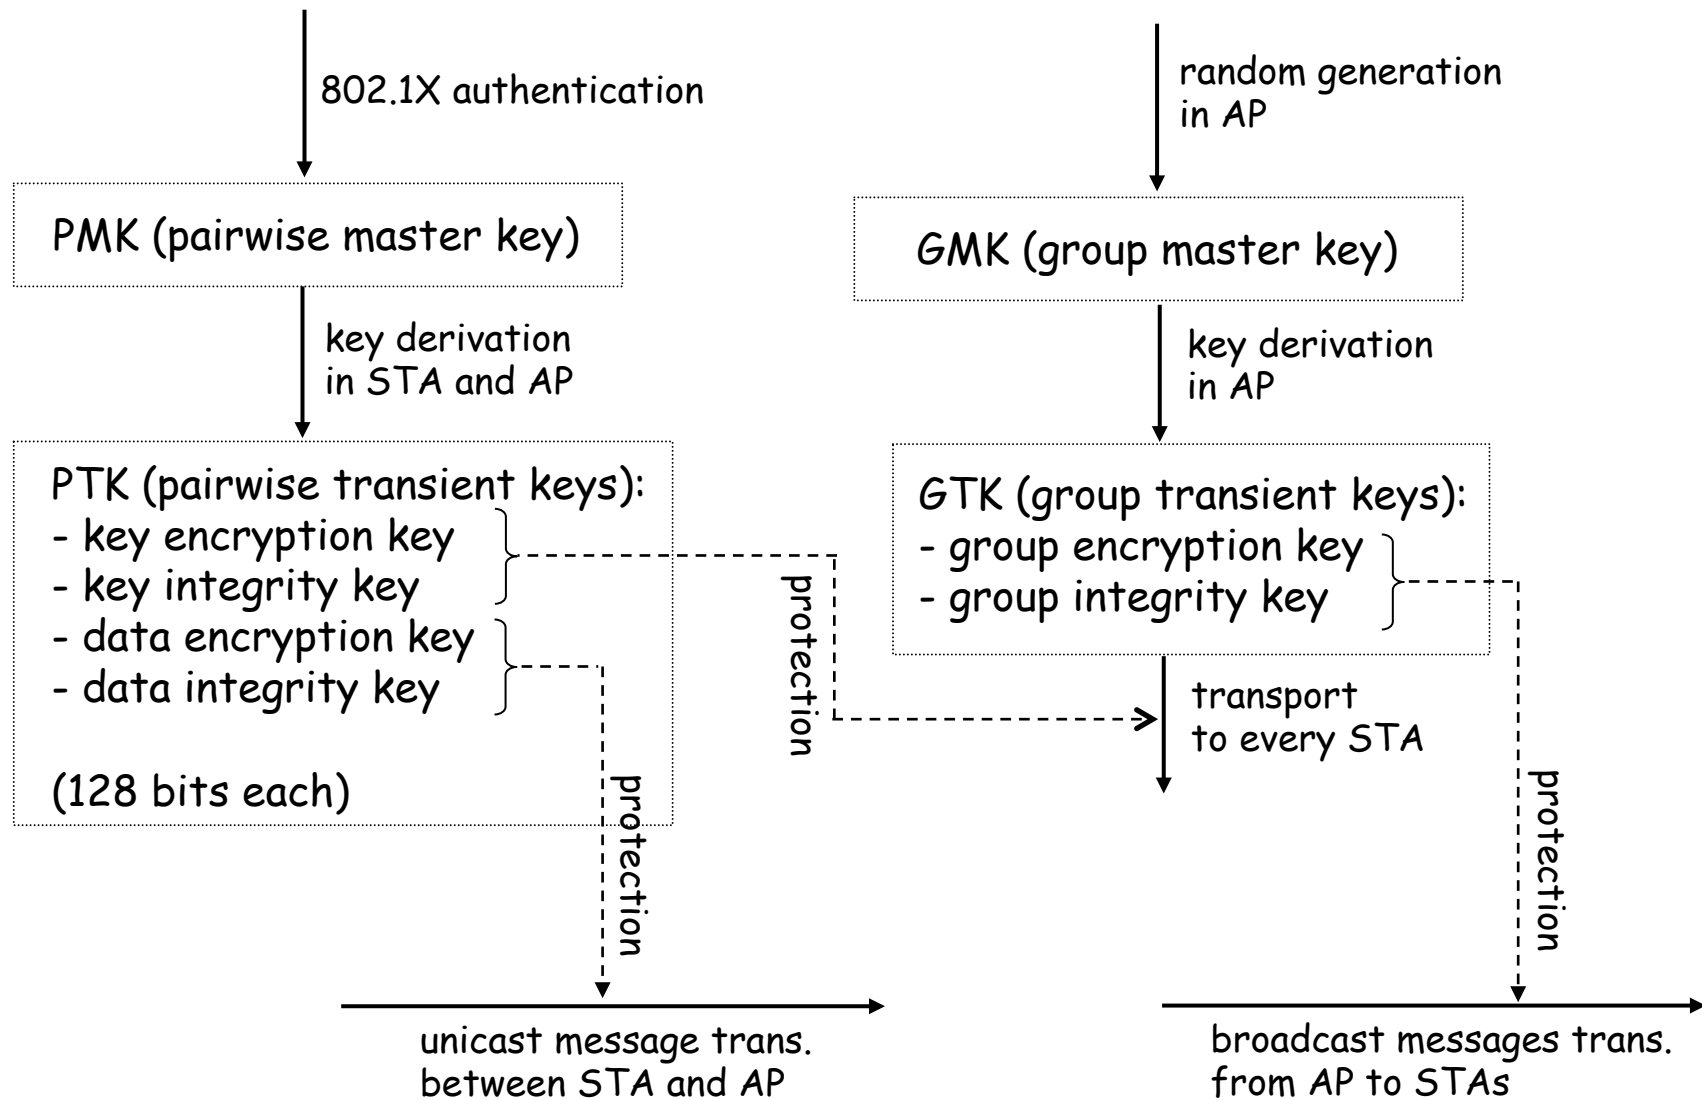 802.1X authentication
PMK (pairwise master key)
key derivation
in STA and AP
PTK (pairwise transient keys):
- key encryption key
- key integrity key
- data encryption key
- data integrity key
(128 bits each)
protection
protection
unicast message trans.
between STA and AP
random generation
in AP
GMK (group master key)
key derivation
in AP
GTK (group transient keys):
- group encryption key
- group integrity key
transport
to every STA
protection
broadcast messages trans.
from AP to STAs